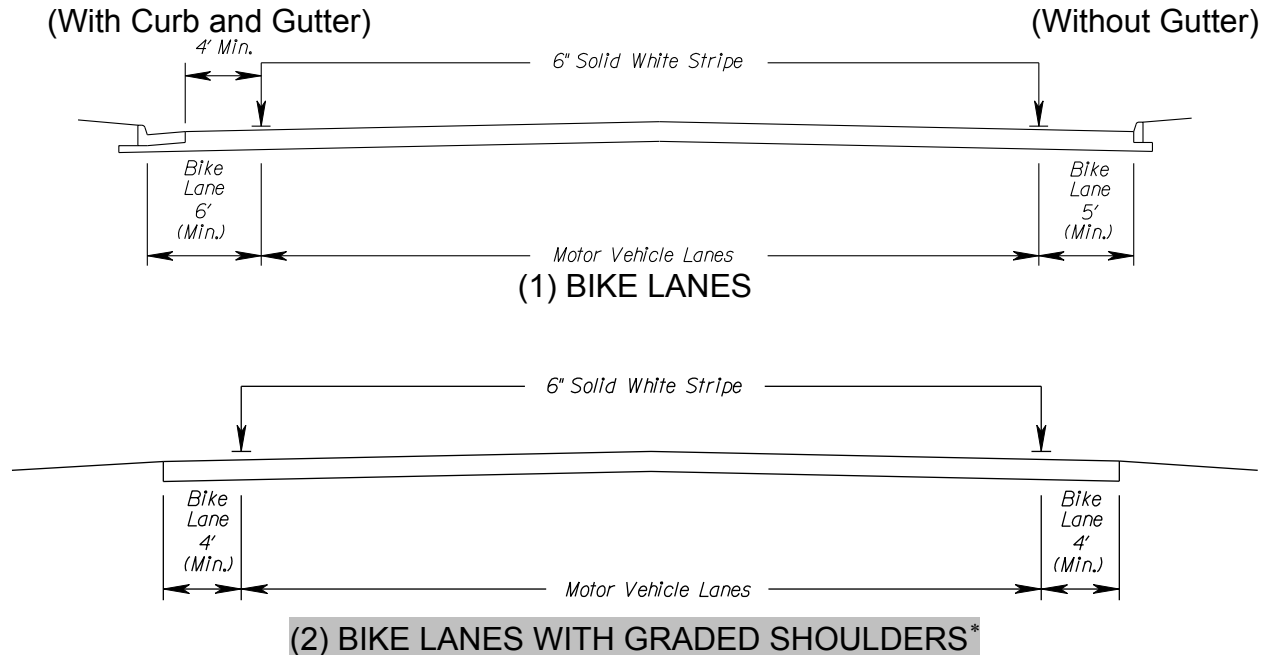 (With Curb and Gutter)
(Without Gutter)
4' Min.
6" Solid White Stripe
Bike
Lane
6'
(Min.)
Bike
Lane
5'
(Min.)
Motor Vehicle Lanes
(1) BIKE LANES
6" Solid White Stripe
Bike
Lane
4'
(Min.)
Bike
Lane
4'
(Min.)
Motor Vehicle Lanes
(2) BIKE LANES WITH GRADED SHOULDERS*